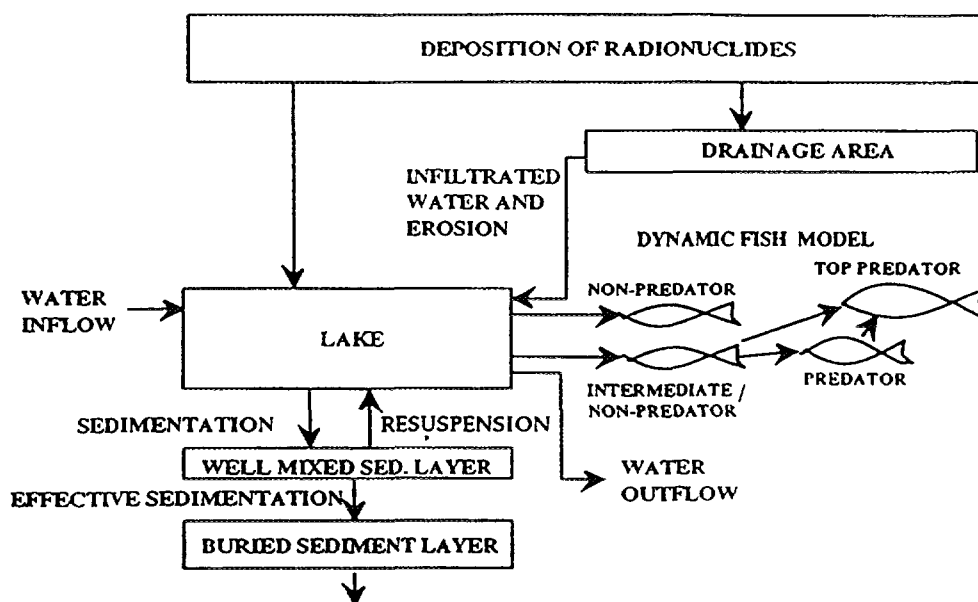 DEPOSITION OF RADIONUCLIDES
DRAINAGE AREA
INFILTRATED
WATER AND
EROSION
DYNAMIC FISH MODEL
TOP PREDATOR
NON-PREDATOR
WATER
INFLOW
LAKE
INTERMEDIATE /
NON-PREDATOR
PREDATOR
SEDIMENTATION
RESUSPENSION
WELL MIXED SED. LAYER
WATER
OUTFLOW
EFFECTIVE SEDIMENTATION
BURIED SEDIMENT LAYER